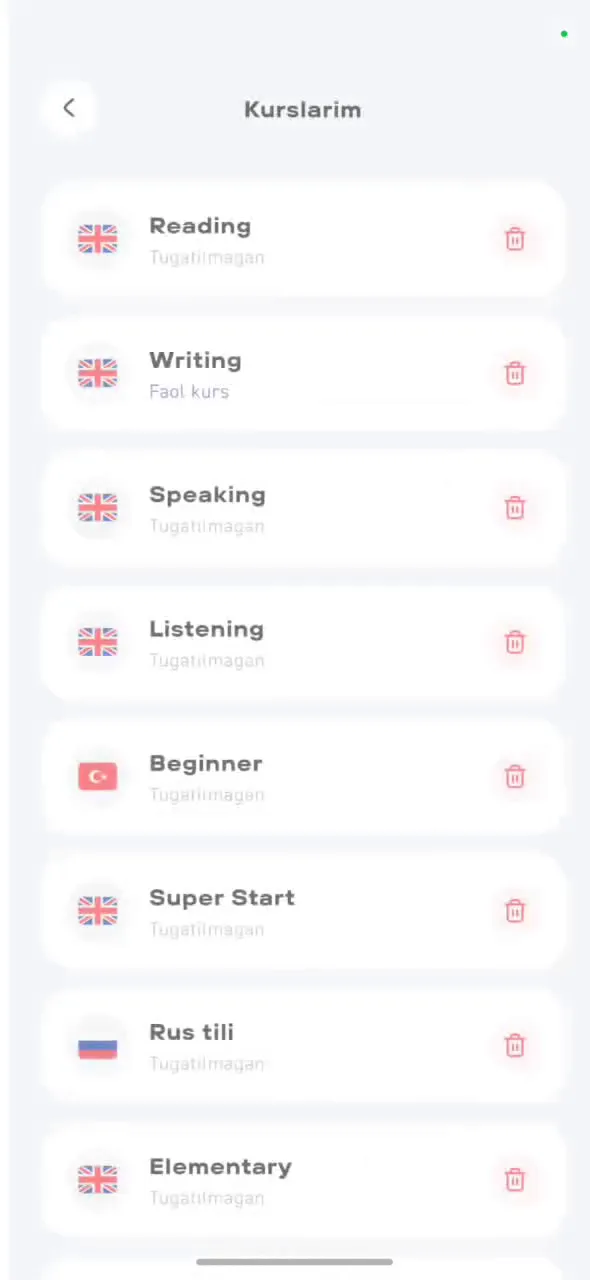 Kurslarim
Reading
Tugatilmagan
Writing
Faol kurs
Speaking
Tugatilmagan
Listening
Tugatilmagan
Beginner
Tugatilmagan
Super Start
Tugatilmagan
Rus tili
Tugatilmagan
Elementary
Tugatilmagan